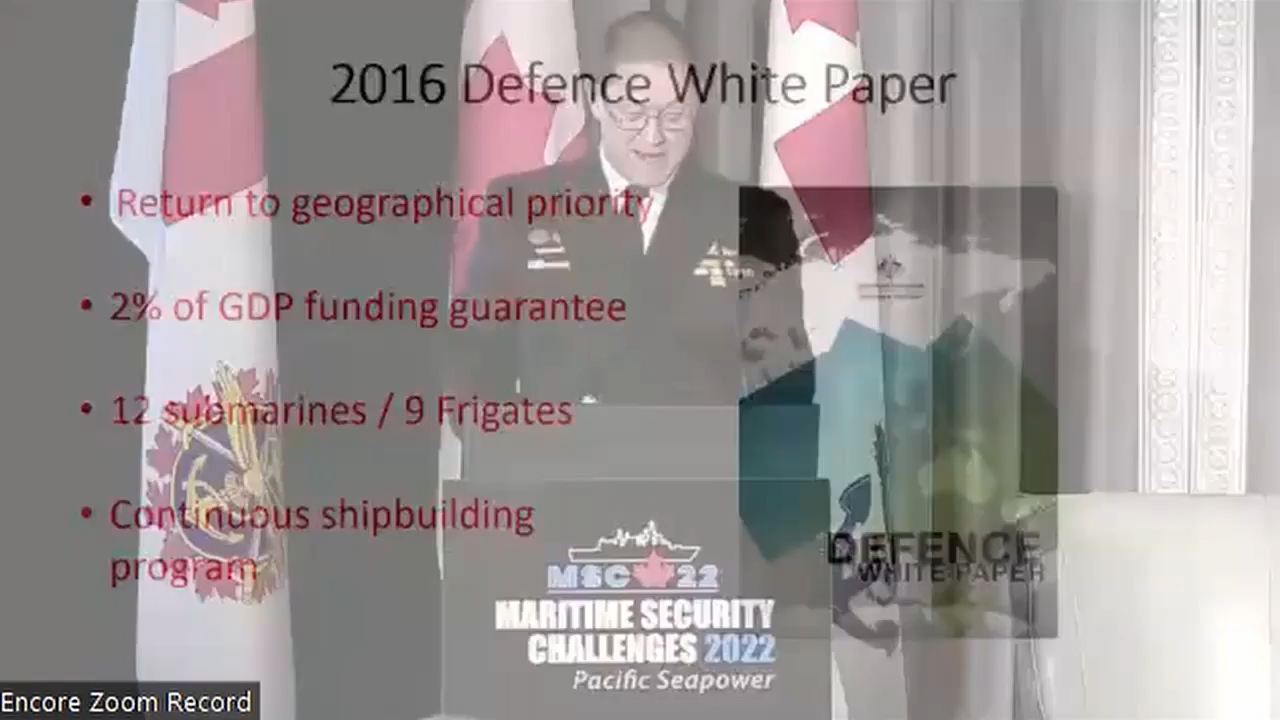 2016 Defence White Paper
• Return to geographical priority
• 2% of GDP funding guarantee
• 12 submarines / 9 Frigates
• Continuous shipbuilding
program
DEFENCE
WHITE PAPER
MSC 22
MARITIME SECURITY
CHALLENGES 2022
Pacific Seapower
Encore Zoom Record